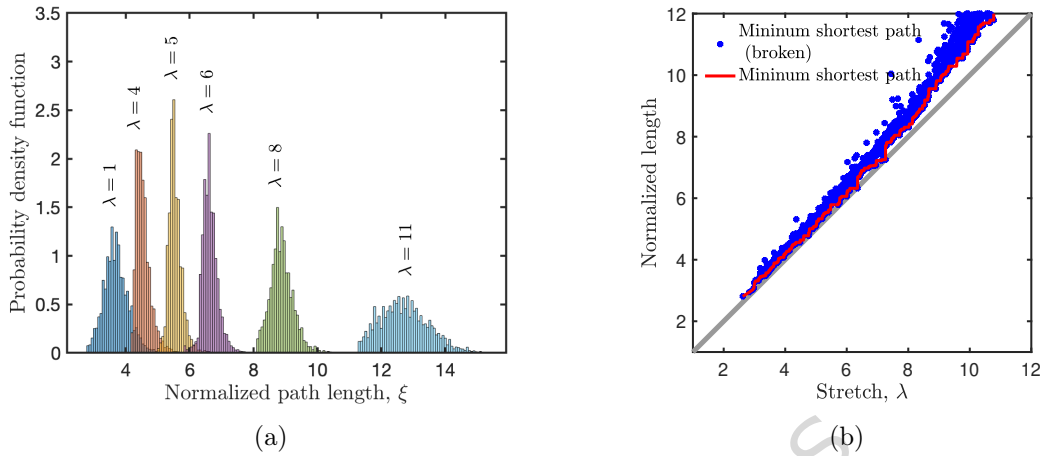 3.5
3
2.5
2
1.5
1
0.5
0
Probability density function
λ = 1
λ = 4
λ = 5
λ = 6
λ = 8
λ = 11
4 6 8 10 12 14
Normalized path length, ξ
(a)
12
10
8
6
4
2
Normalized length
Mininum shortest path
(broken)
Mininum shortest path
2 4 6 8 10 12
Stretch, λ
(b)
s